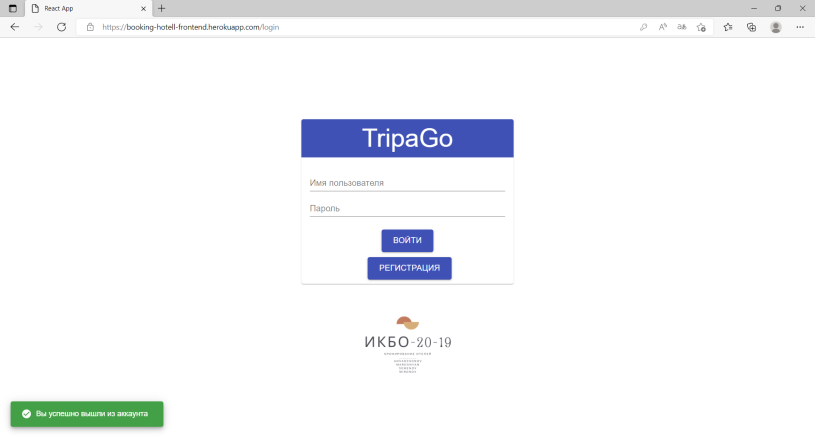 React App
https://booking-hotell-frontend.herokuapp.com/login
TripaGo
Имя пользователя
Пароль
ВОЙТИ
РЕГИСТРАЦИЯ
ИКБО-20-19
Вы успешно вышли из аккаунта